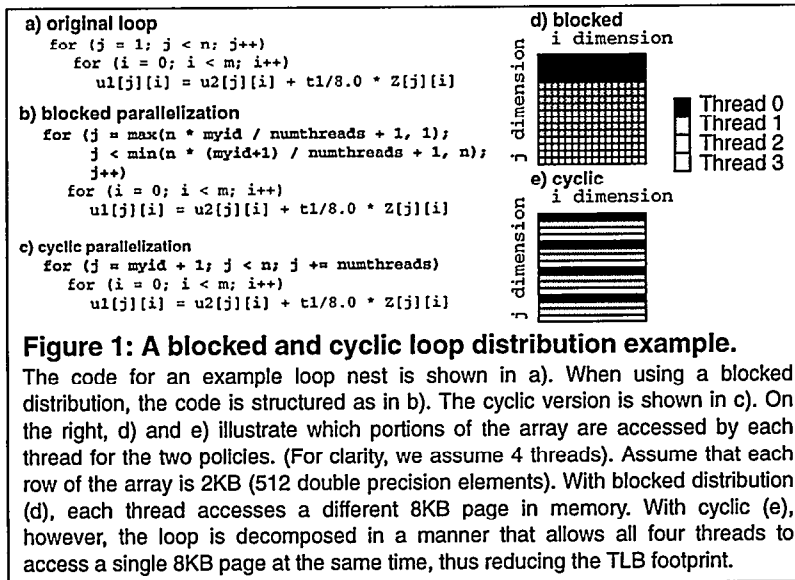 a) original loop
for (j = 1; j < n; j++)
for (i = 0; i < m; i++)
u1[j][i] = u2[j][i] + t1/8.0 * Z[j][i]
b) blocked parallelization
for (j = max(n * myid / numthreads + 1, 1);
j < min(n * (myid+1) / numthreads + 1, n);
j++)
for (i = 0; i < m; i++)
u1[j][i] = u2[j][i] + t1/8.0 * Z[j][i]
c) cyclic parallelization
for (j = myid + 1; j < n; j += numthreads)
for (i = 0; i < m; i++)
u1[j][i] = u2[j][i] + t1/8.0 * Z[j][i]
d) blocked
i dimension
j dimension
Thread 0
Thread 1
Thread 2
Thread 3
e) cyclic
i dimension
j dimension
Figure 1: A blocked and cyclic loop distribution example.
The code for an example loop nest is shown in a). When using a blocked
distribution, the code is structured as in b). The cyclic version is shown in c). On
the right, d) and e) illustrate which portions of the array are accessed by each
thread for the two policies. (For clarity, we assume 4 threads). Assume that each
row of the array is 2KB (512 double precision elements). With blocked distribution
(d), each thread accesses a different 8KB page in memory. With cyclic (e),
however, the loop is decomposed in a manner that allows all four threads to
access a single 8KB page at the same time, thus reducing the TLB footprint.